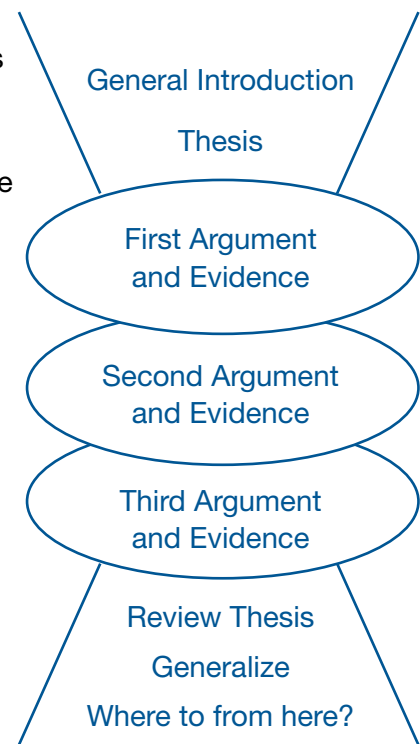 s
General Introduction
Thesis
e
First Argument
and Evidence
Second Argument
and Evidence
Third Argument
and Evidence
Review Thesis
Generalize
Where to from here?